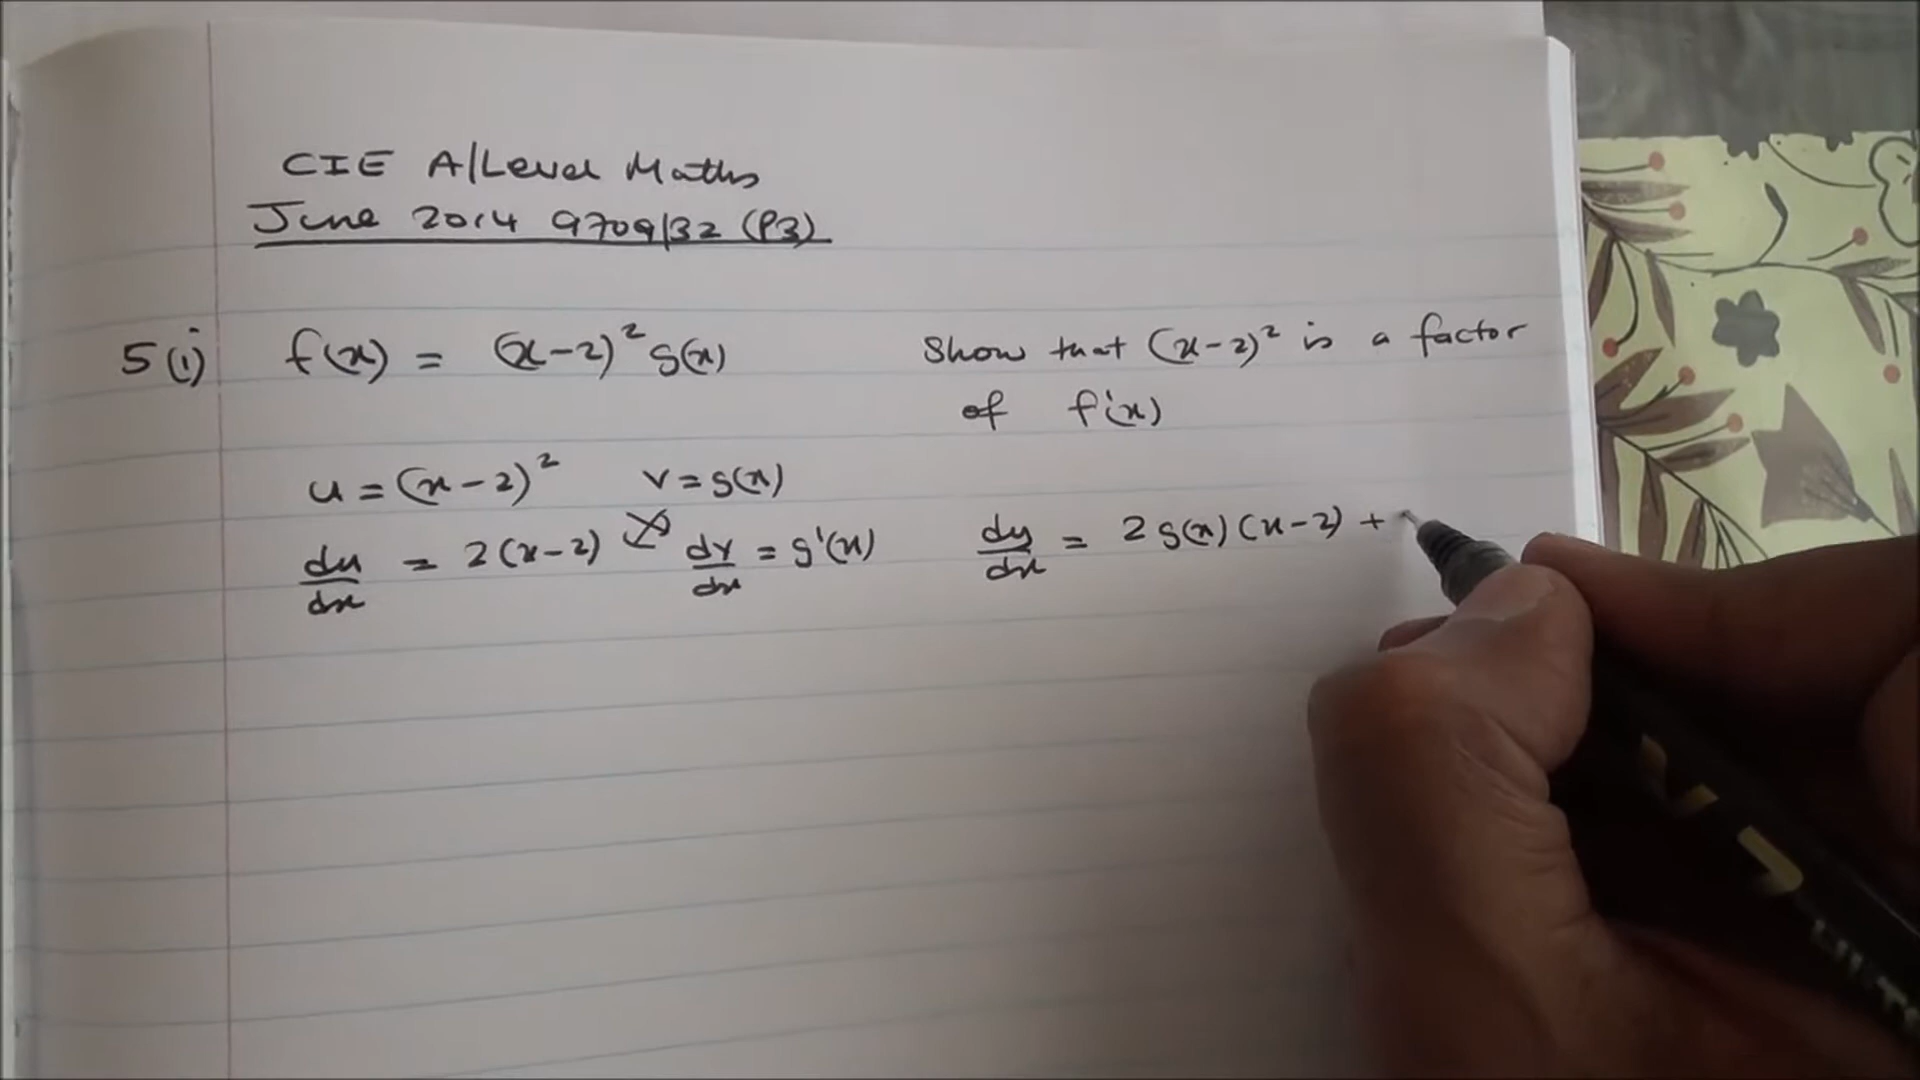 CIE A/Level Maths
June 2014 9709/32 (P3)
5(i) f(x) = (x-2)² g(x) Show that (x-2)² is a factor
of f'(x)
u = (x-2)² v = g(x)
du/dx = 2(x-2) dv/dx = g'(x) dy/dx = 2g(x)(x-2) +